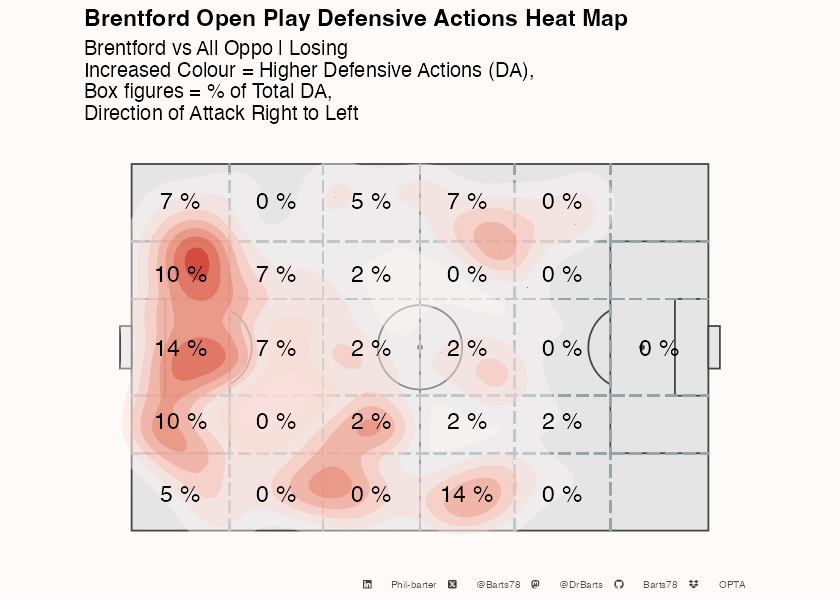 Brentford Open Play Defensive Actions Heat Map
Brentford vs All Oppo I Losing
Increased Colour = Higher Defensive Actions (DA),
Box figures = % of Total DA,
Direction of Attack Right to Left
7 % 0 % 5 % 7 % 0 %
10 % 7 % 2 % 0 % 0 %
14 % 7 % 2 % 2 % 0 % 0 %
10 % 0 % 2 % 2 % 2 %
5 % 0 % 0 % 14 % 0 %
Phil-barter @Barts78 @DrBarts Barts78 OPTA